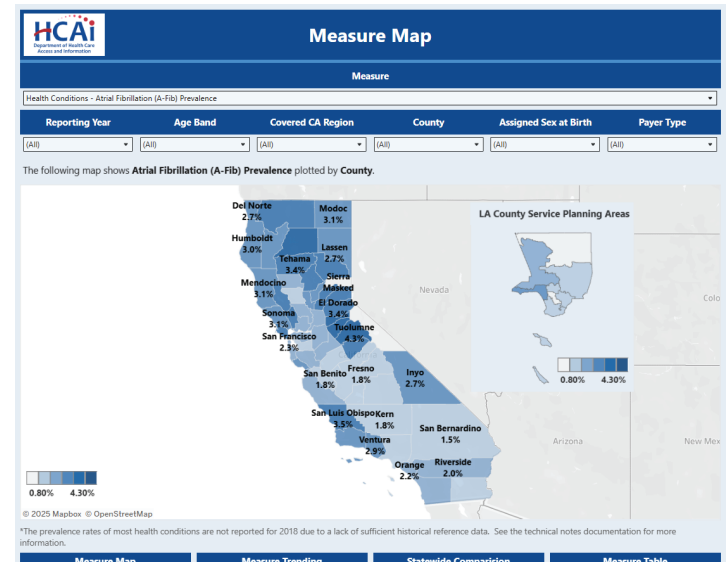 HCAi
Department of Health Care
Access and Information
Measure Map
Measure
Health Conditions - Atrial Fibrillation (A-Fib) Prevalence
Reporting Year Age Band Covered CA Region County Assigned Sex at Birth Payer Type
(All) (All) (All) (All) (All) (All)
The following map shows Atrial Fibrillation (A-Fib) Prevalence plotted by County.
Del Norte
2.7%
Modoc
3.1%
LA County Service Planning Areas
Humboldt
3.0%
Lassen
2.7%
Tehama
3.4%
Sierra
Masked
Mendocino
3.1%
Nevada
Colo
El Dorado
3.4%
Sonoma
3.1%
Tuolumne
4.3%
San Francisco
2.3%
Fresno
1.8%
San Benito
1.8%
Inyo
2.7%
0.80% 4.30%
San Luis Obispo
3.5%
Kern
1.8%
San Bernardino
1.5%
Ventura
2.9%
Arizona
New Mex
Orange
2.2%
Riverside
2.0%
0.80% 4.30%
© 2025 Mapbox © OpenStreetMap
*The prevalence rates of most health conditions are not reported for 2018 due to a lack of sufficient historical reference data. See the technical notes documentation for more
information.
Measure Map Measure Trending Statewide Comparision Measure Table